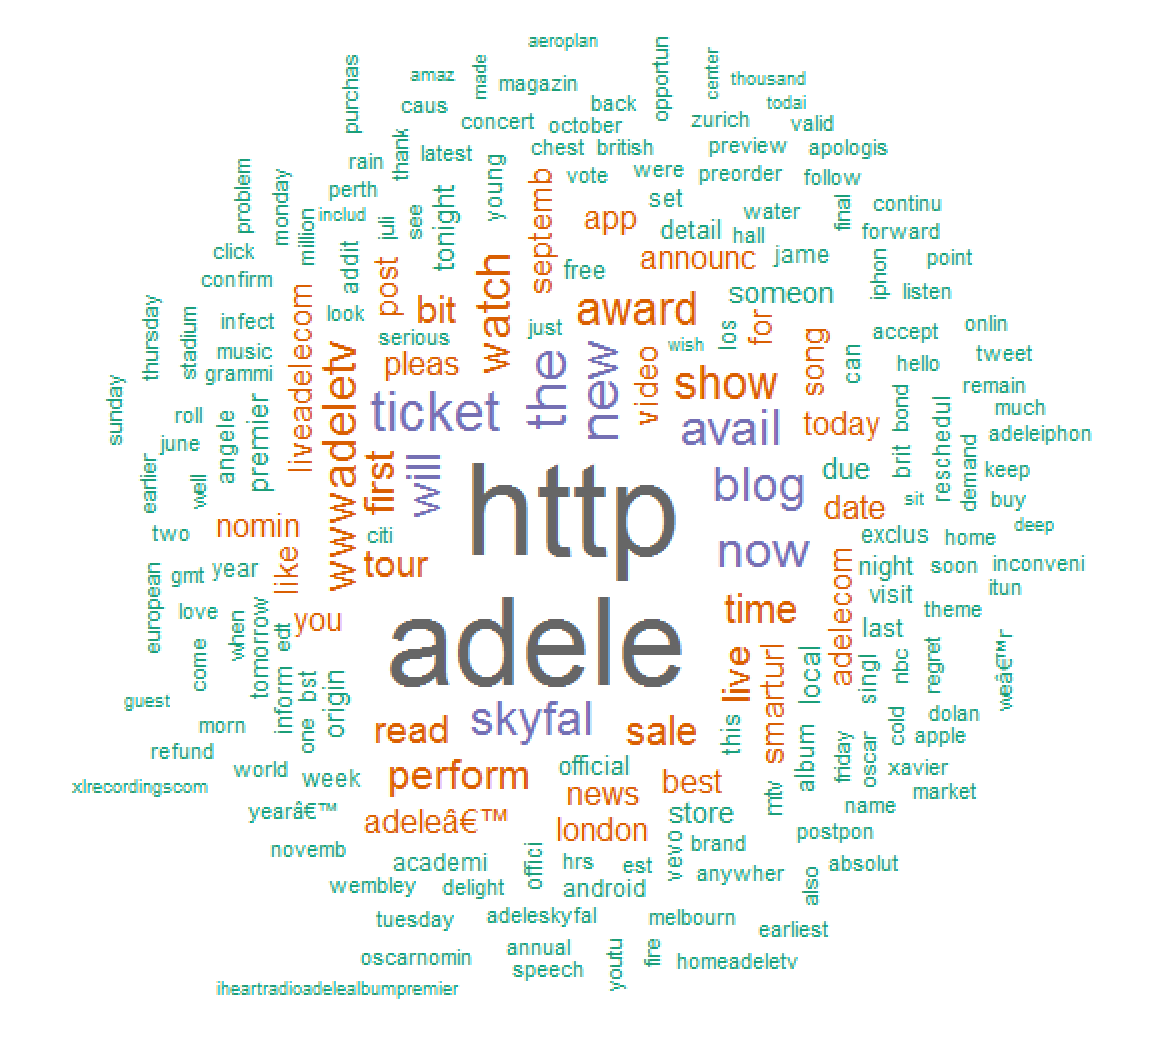 aeroplan
amaz
made
magazin
purchas
caus
back
opportun
center
thousand
todai
concert
october
zurich
valid
rain
thank
latest
chest
british
preview
apologis
problem
monday
perth
young
vote
were
preorder
follow
includ
juli
see
tonight
septemb
app
set
water
final
continu
million
click
addit
post
detail
hall
forward
announc
jame
point
confirm
free
iphon
listen
liveadelecom
look
bit
watch
award
someon
thursday
stadium
infect
serious
just
los
for
song
accept
onlin
music
pleas
wish
tweet
grammi
wwwadeletv
the
new
video
show
can
hello
sunday
roll
angele
premier
ticket
avail
today
brit
bond
remain
much
june
reschedul
adeleiphon
earlier
well
first
will
http
blog
due
demand
keep
nomin
date
sit
buy
two
citi
now
exclus
home
deep
european
gmt
year
like
tour
night
soon
inconveni
love
when
tomorrow
edt
you
adele
time
adelecom
visit
itun
theme
come
last
inform
bst
origin
live
smarturl
local
singl
nbc
regret
weâ€™r
guest
morn
one
read
skyfal
sale
this
cold
dolan
refund
album
friday
oscar
apple
xlrecordingscom
world
week
perform
official
best
mtv
xavier
market
yearâ€™
news
name
adeleâ€™
london
store
postpon
novemb
academi
offici
hrs
est
vevo
brand
absolut
wembley
delight
android
anywher
also
tuesday
adeleskyfal
melbourn
earliest
oscarnomin
annual
speech
youtu
fire
homeadeletv
iheartradioadelealbumpremier